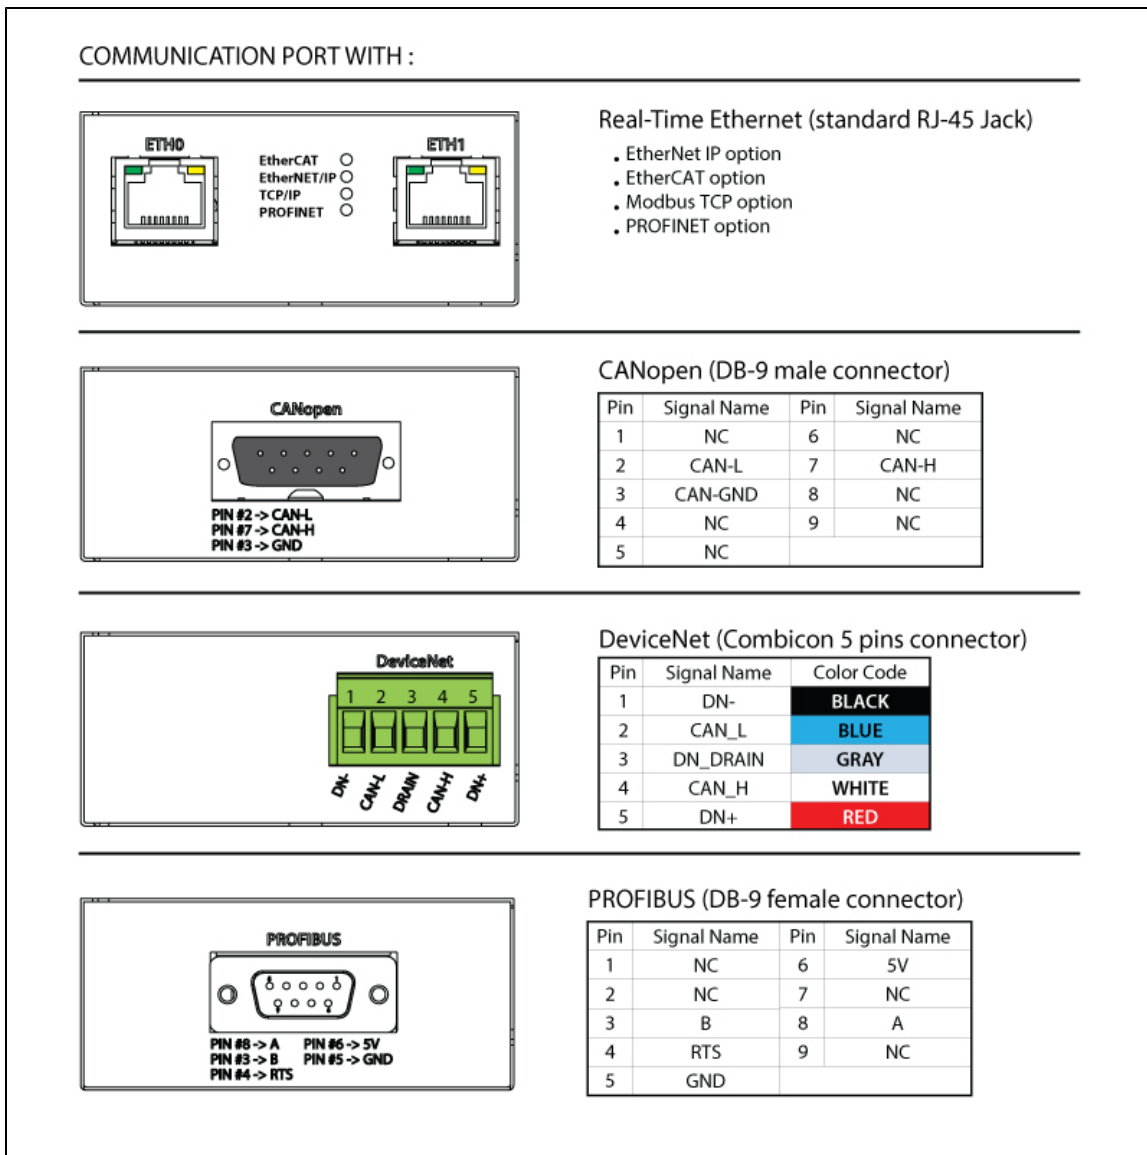 COMMUNICATION PORT WITH :
ETH0
EtherCAT
EtherNET/IP
TCP/IP
PROFINET
ETH1
Real-Time Ethernet (standard RJ-45 Jack)
. EtherNet IP option
. EtherCAT option
. Modbus TCP option
. PROFINET option
CANopen
PIN #2 -> CAN-L
PIN #7 -> CAN-H
PIN #3 -> GND
CANopen (DB-9 male connector)
Pin Signal Name Pin Signal Name
1 NC 6 NC
2 CAN-L 7 CAN-H
3 CAN-GND 8 NC
4 NC 9 NC
5 NC
DeviceNet
1 2 3 4 5
DN- CAN-L DRAIN CAN-H DN+
DeviceNet (Combicon 5 pins connector)
Pin Signal Name Color Code
1 DN- BLACK
2 CAN_L BLUE
3 DN_DRAIN GRAY
4 CAN_H WHITE
5 DN+ RED
PROFIBUS
PIN #8 -> A PIN #6 -> 5V
PIN #3 -> B PIN #5 -> GND
PIN #4 -> RTS
PROFIBUS (DB-9 female connector)
Pin Signal Name Pin Signal Name
1 NC 6 5V
2 NC 7 NC
3 B 8 A
4 RTS 9 NC
5 GND